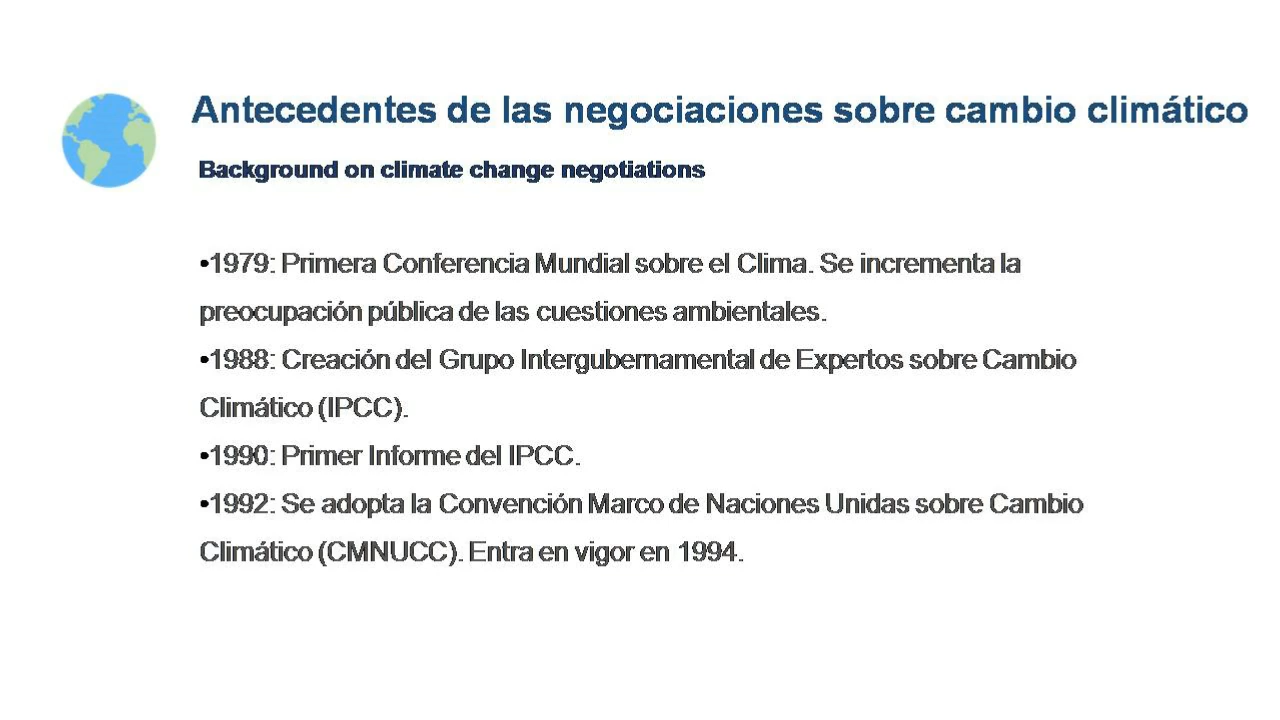 Antecedentes de las negociaciones sobre cambio climático
Background on climate change negotiations
•1979: Primera Conferencia Mundial sobre el Clima. Se incrementa la
preocupación pública de las cuestiones ambientales.
•1988: Creación del Grupo Intergubernamental de Expertos sobre Cambio
Climático (IPCC).
•1990: Primer Informe del IPCC.
•1992: Se adopta la Convención Marco de Naciones Unidas sobre Cambio
Climático (CMNUCC). Entra en vigor en 1994.